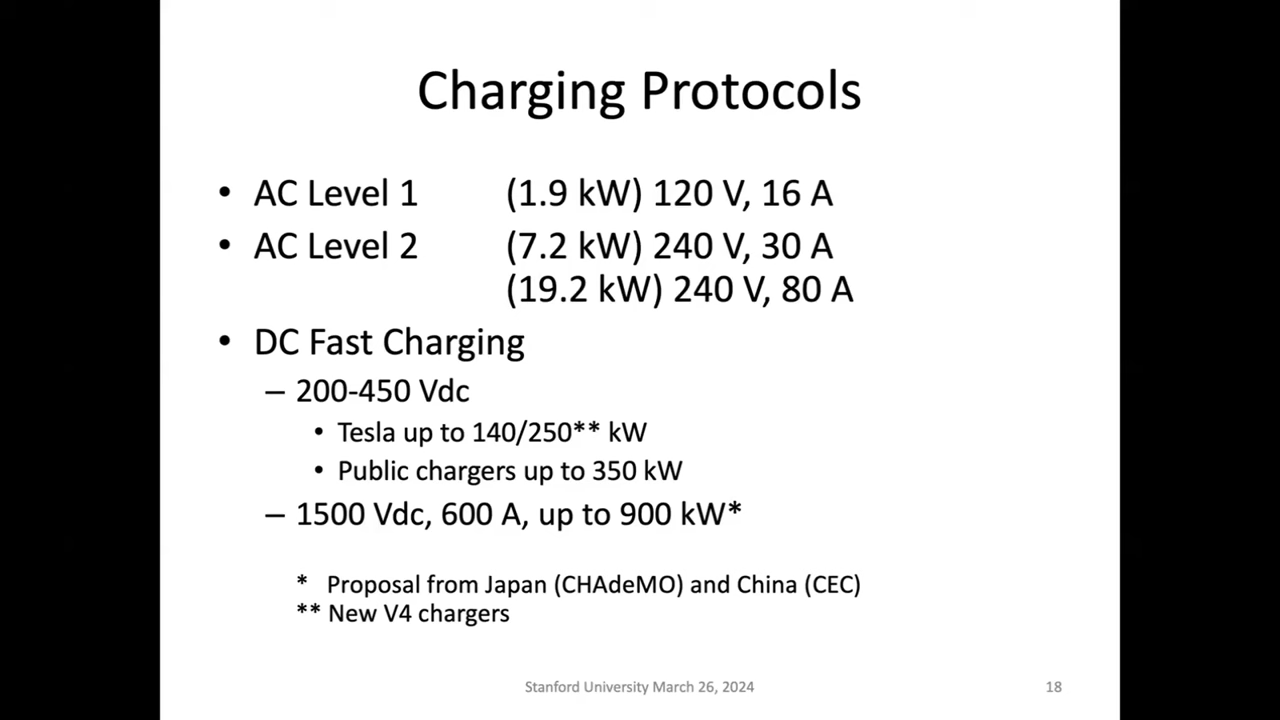 Charging Protocols
• AC Level 1 (1.9 kW) 120 V, 16 A
• AC Level 2 (7.2 kW) 240 V, 30 A
(19.2 kW) 240 V, 80 A
• DC Fast Charging
– 200-450 Vdc
• Tesla up to 140/250** kW
• Public chargers up to 350 kW
– 1500 Vdc, 600 A, up to 900 kW*
* Proposal from Japan (CHAdeMO) and China (CEC)
** New V4 chargers
Stanford University March 26, 2024 18